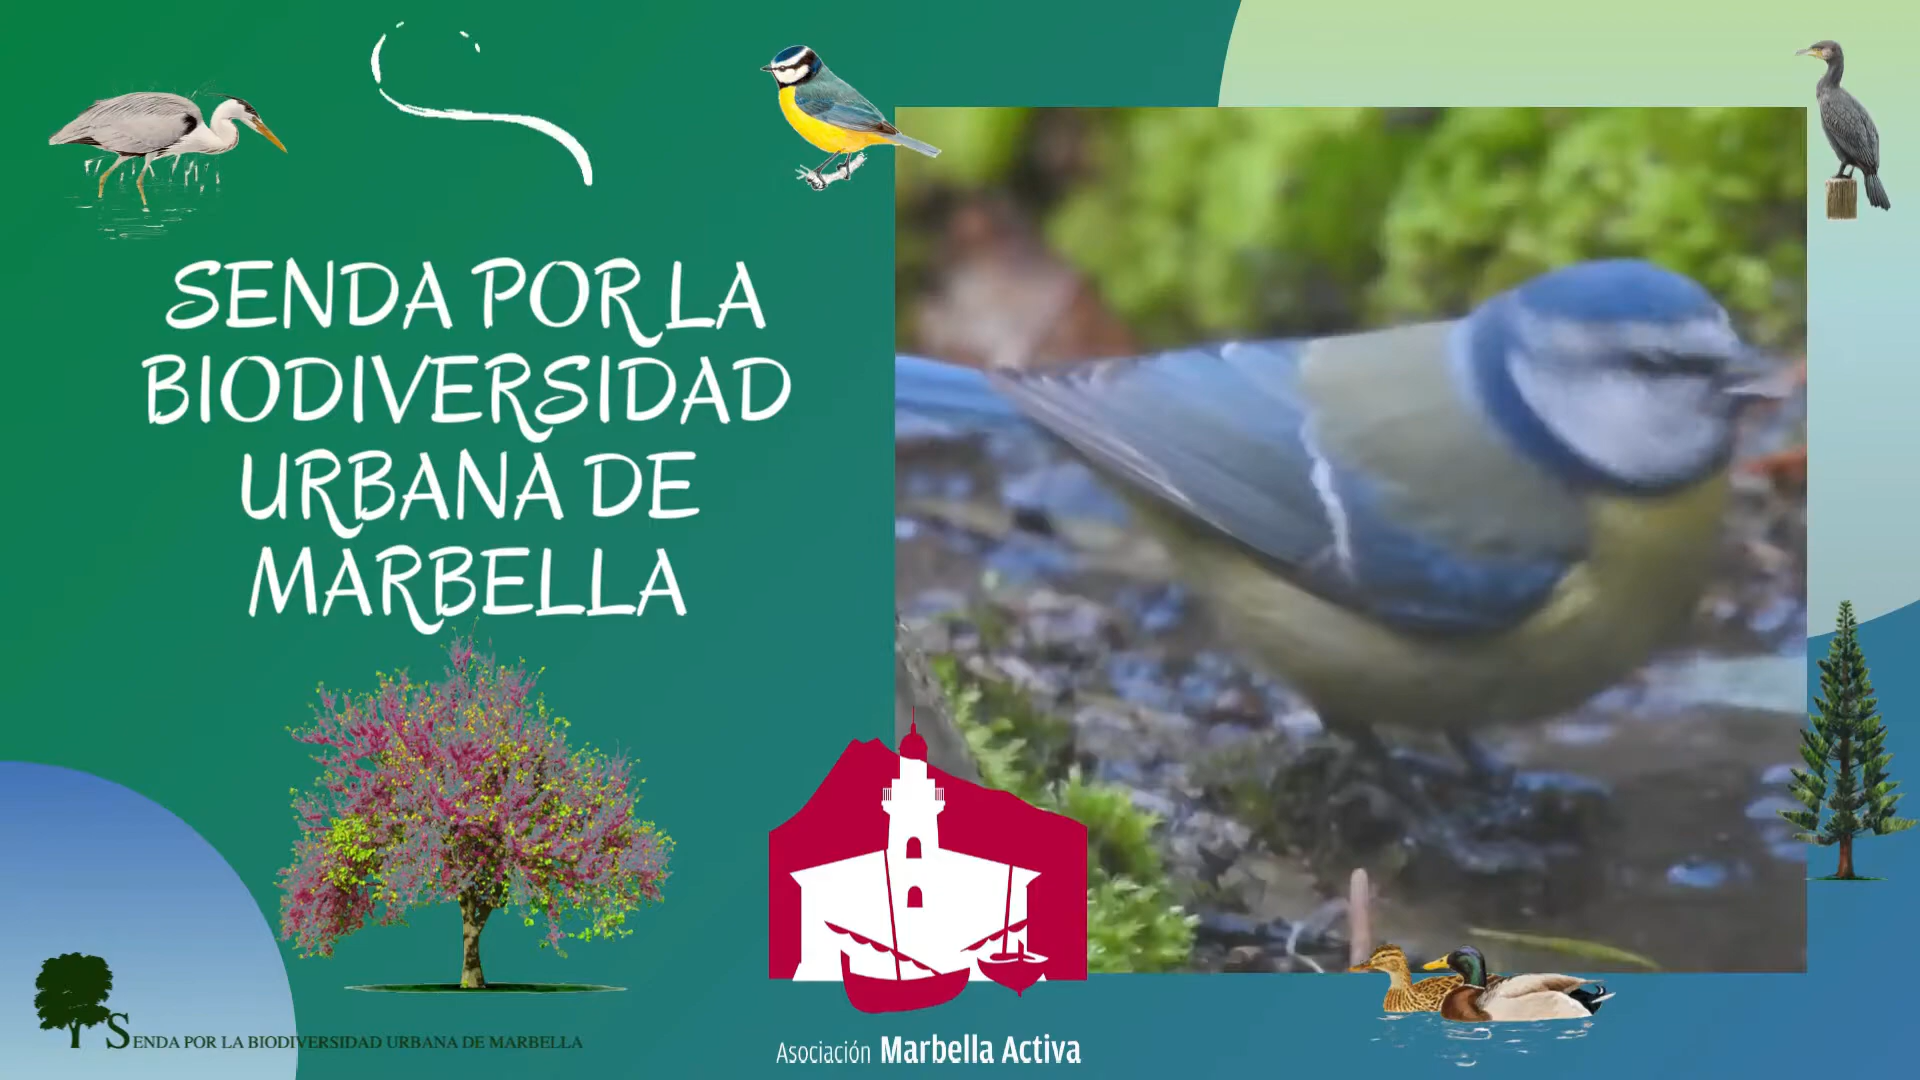 SENDA POR LA
BIODIVERSIDAD
URBANA DE
MARBELLA
SENDA POR LA BIODIVERSIDAD URBANA DE MARBELLA
Asociación Marbella Activa